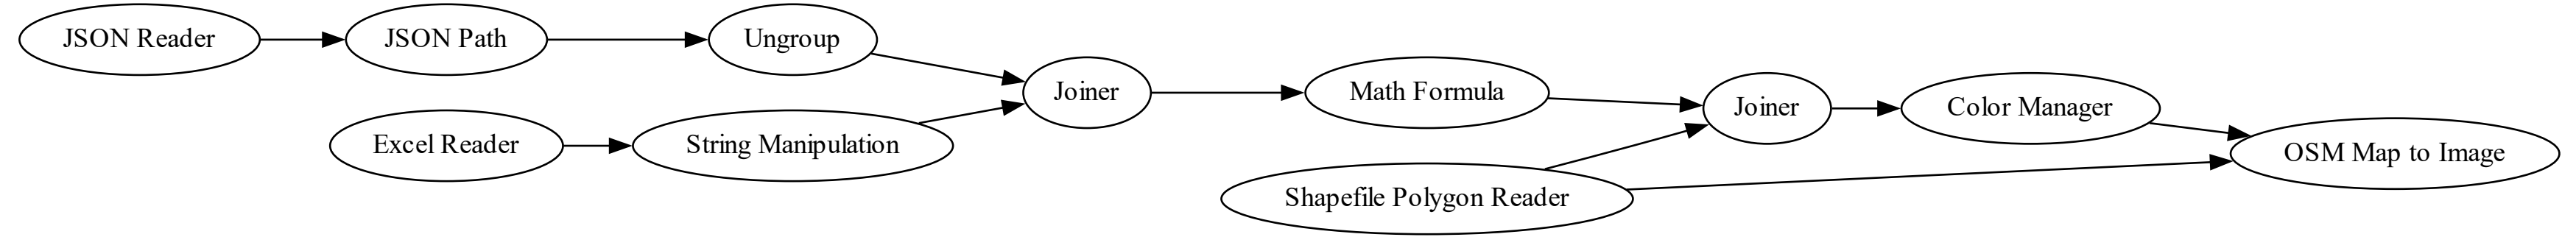 JSON Reader
JSON Path
Ungroup
Excel Reader
String Manipulation
Joiner
Math Formula
Shapefile Polygon Reader
Joiner
Color Manager
OSM Map to Image